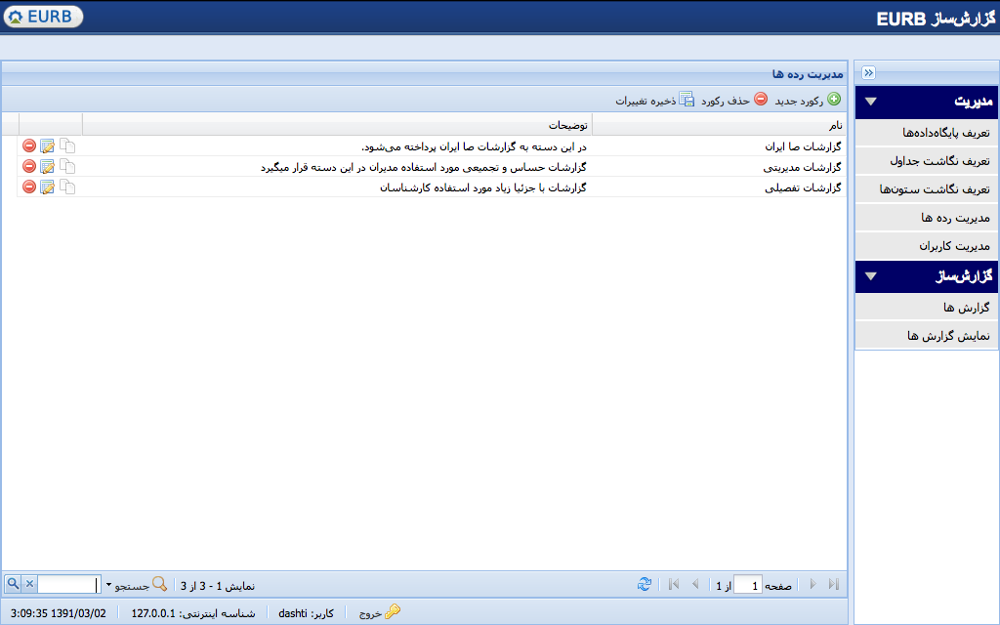 گزارش‌ساز EURB
EURB
مدیریت
تعریف پایگاه‌داده‌ها
تعریف نگاشت جداول
تعریف نگاشت ستون‌ها
مدیریت رده ها
مدیریت کاربران
گزارش‌ساز
گزارش ها
نمایش گزارش ها
مدیریت رده ها
رکورد جدید حذف رکورد ذخیره تغییرات
نام توضیحات
گزارشات صا ایران در این دسته به گزارشات صا ایران پرداخته می‌شود.
گزارشات مدیریتی گزارشات حساس و تجمیعی مورد استفاده مدیران در این دسته قرار میگیرد
گزارشات تفصیلی گزارشات با جزئیا زیاد مورد استفاده کارشناسان
صفحه 1 از 1 نمایش 1 - 3 از 3 جستجو
خروج کاربر: dashti شناسه اینترنتی: 127.0.0.1 1391/03/02 3:09:35